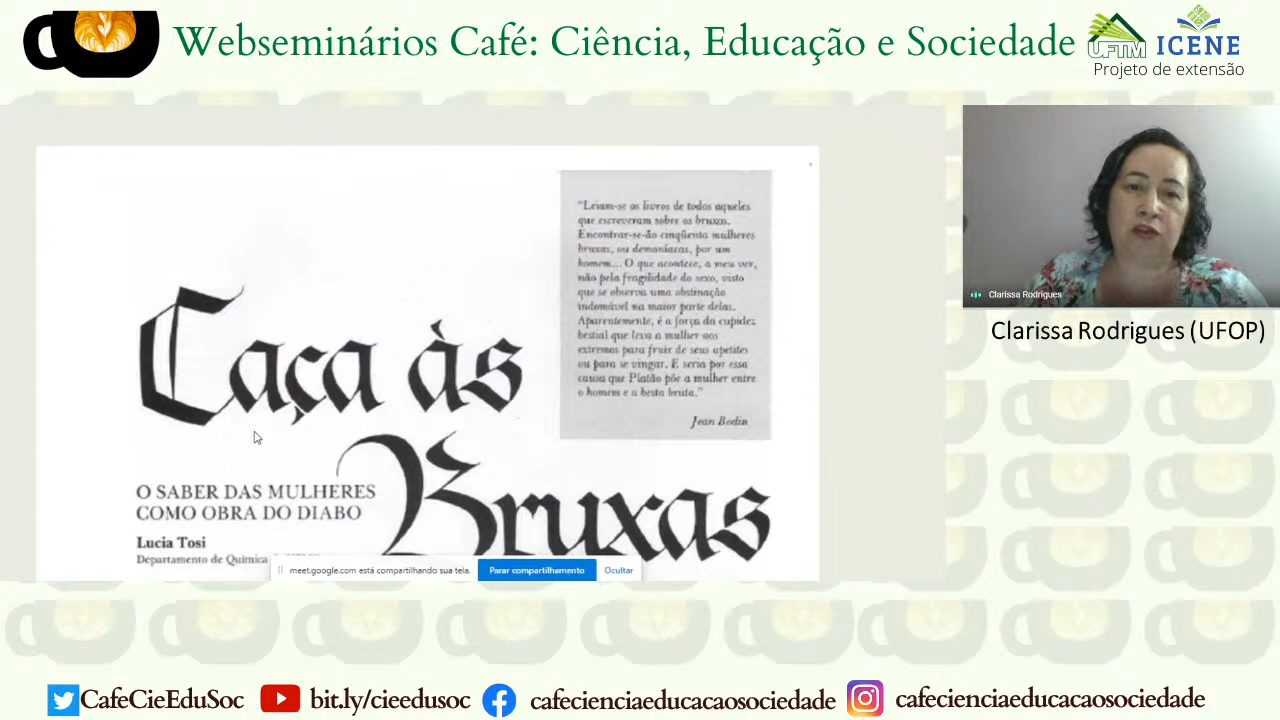 Webseminários Café: Ciência, Educação e Sociedade
UFTM ICENE
Projeto de extensão
"Leiam-se os livros de todos aqueles
que escreveram sobre os bruxos.
Encontrar-se-ão cinqüenta mulheres
bruxas, ou demoníacas, por um
homem... O que acontece, a meu ver,
não pela fragilidade do sexo, visto
que se observa uma obstinação
indomável na maior parte delas.
Aparentemente, é a força da cupidez
bestial que leva a mulher aos
extremos para fruir de seus apetites
ou para se vingar. E seria por essa
causa que Platão põe a mulher entre
o homem e a besta bruta."
Jean Bodin
Caça às
Bruxas
O SABER DAS MULHERES
COMO OBRA DO DIABO
Lucia Tosi
Departamento de Química
meet.google.com está compartilhando sua tela.
Parar compartilhamento
Ocultar
Clarissa Rodrigues
Clarissa Rodrigues (UFOP)
CafeCieEduSoc bit.ly/cieedusoc cafecienciaeducacaosociedade cafecienciaeducacaosociedade